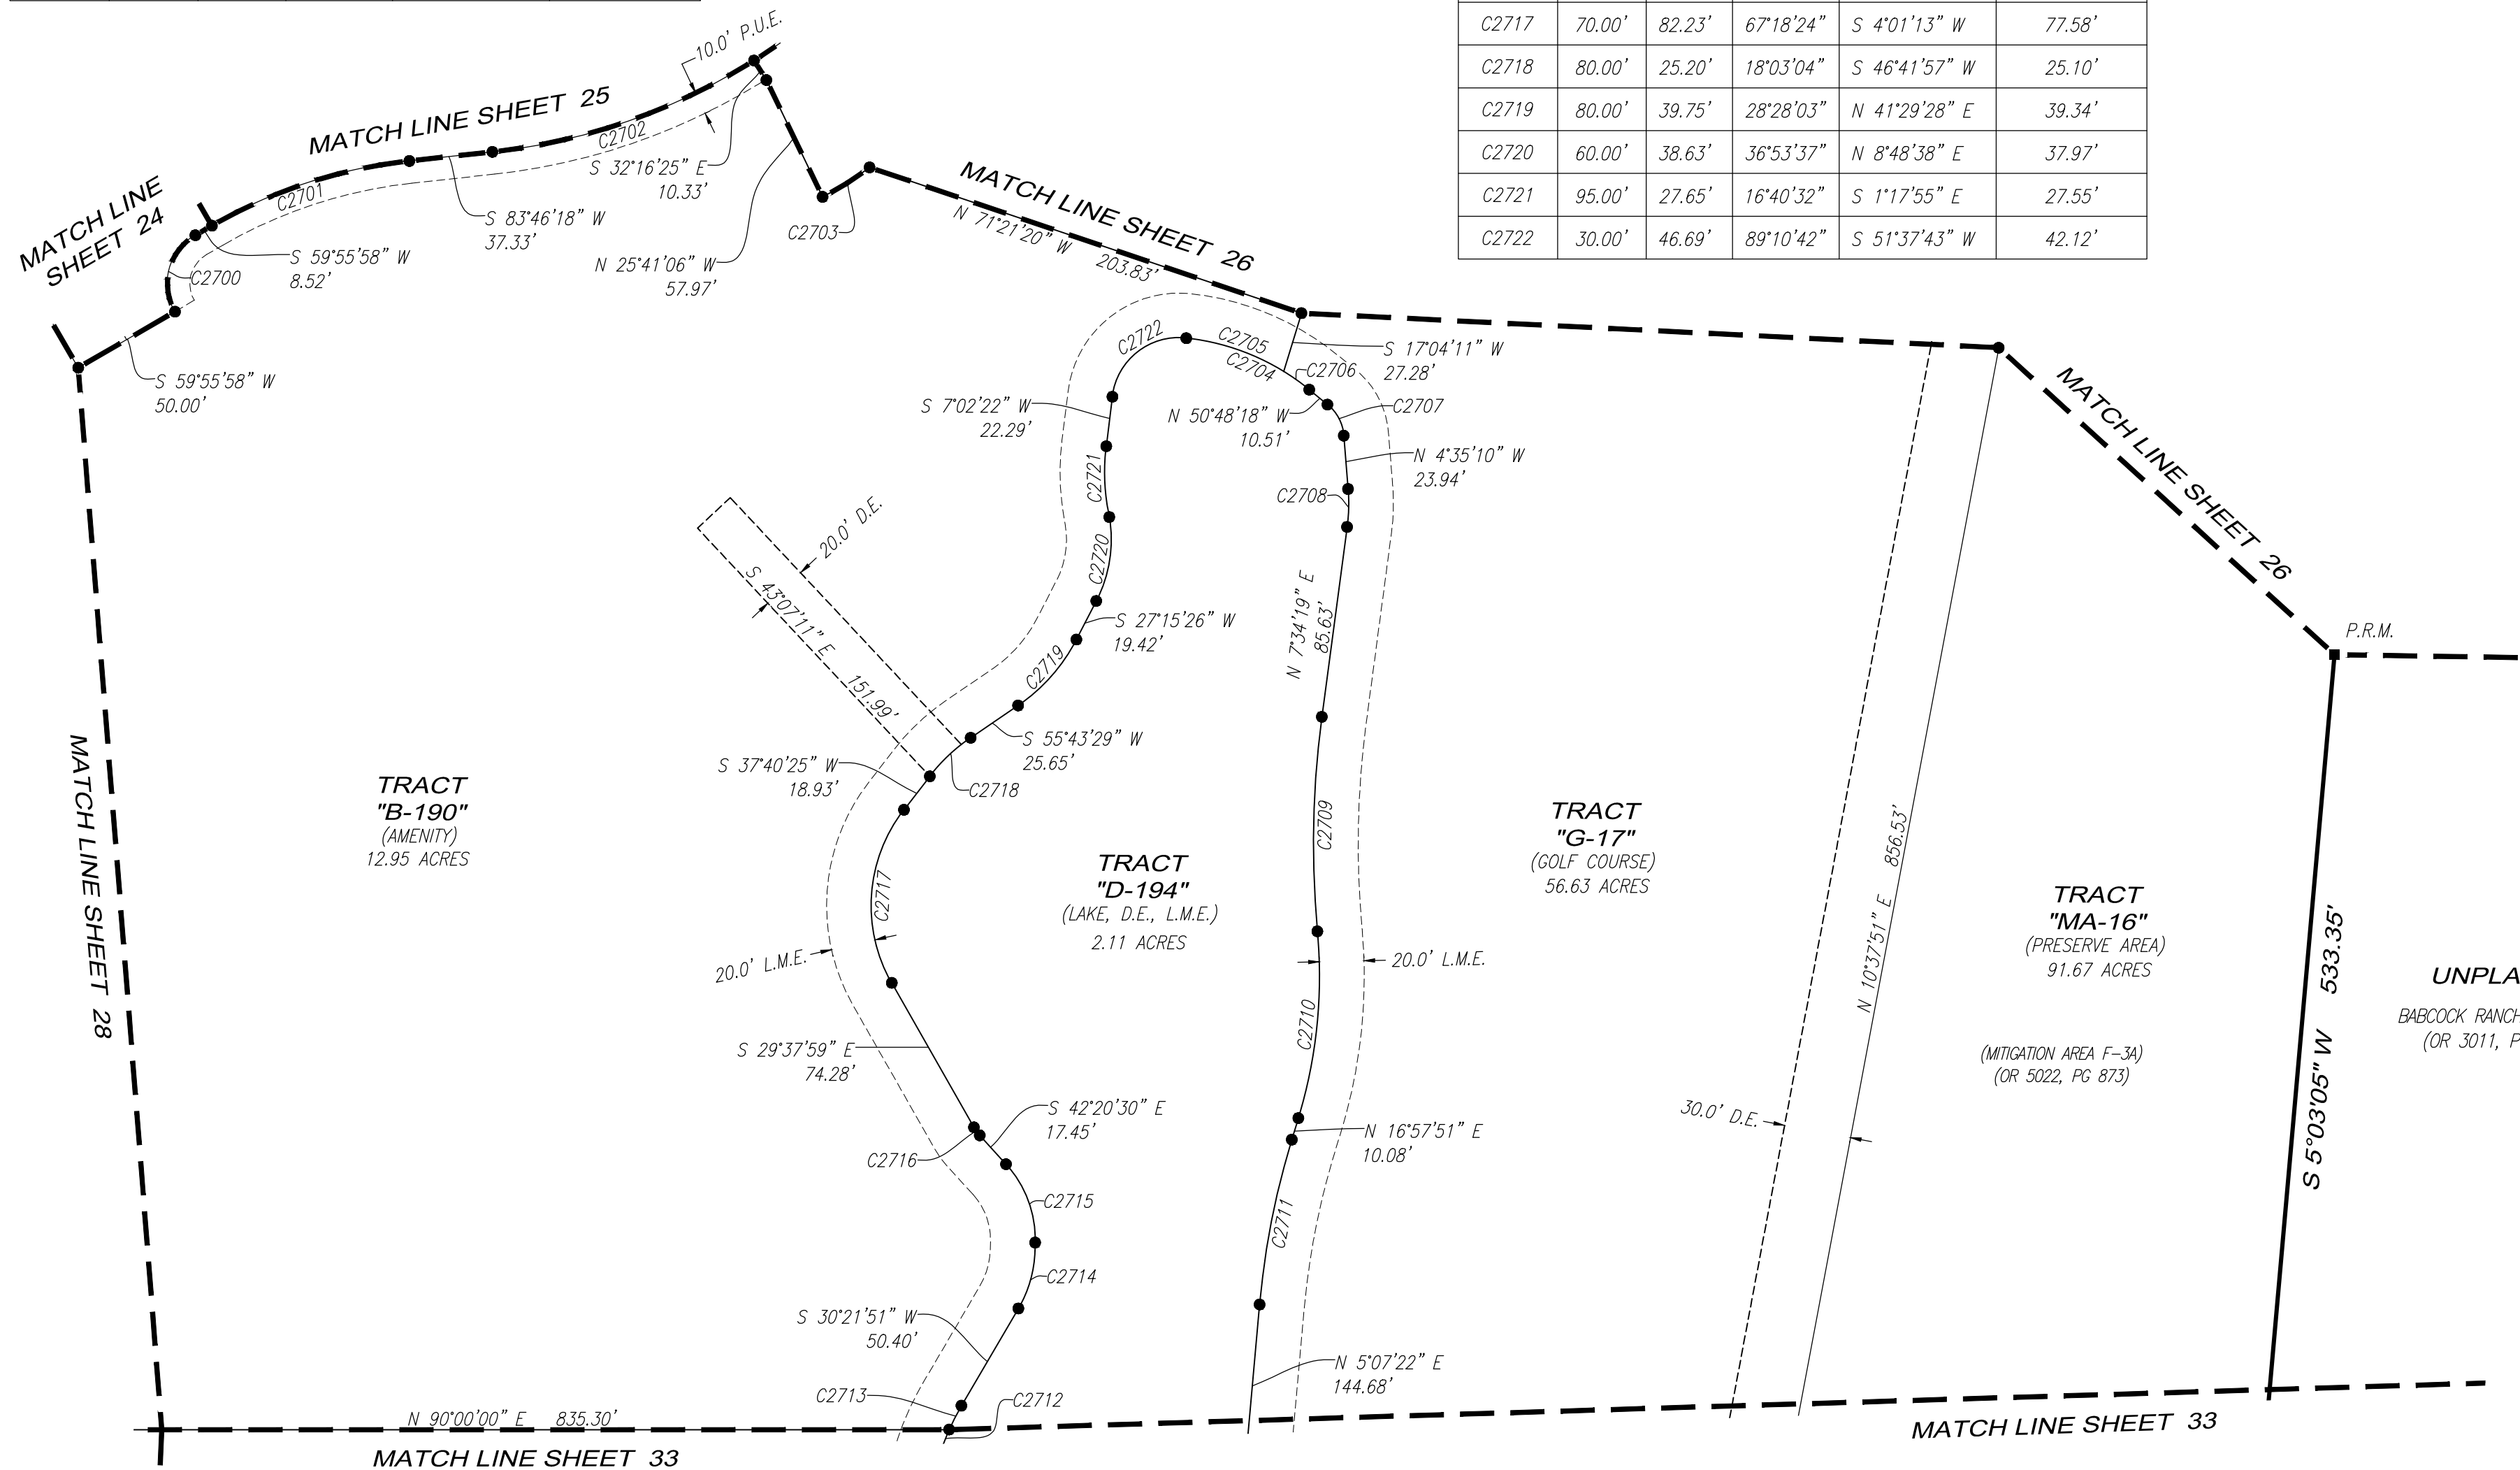 C2717 70.00' 82.23' 67°18'24" S 4°01'13" W 77.58'
C2718 80.00' 25.20' 18°03'04" S 46°41'57" W 25.10'
C2719 80.00' 39.75' 28°28'03" N 41°29'28" E 39.34'
C2720 60.00' 38.63' 36°53'37" N 8°48'38" E 37.97'
C2721 95.00' 27.65' 16°40'32" S 1°17'55" E 27.55'
C2722 30.00' 46.69' 89°10'42" S 51°37'43" W 42.12'
10.0' P.U.E.
MATCH LINE SHEET 25
C2702
S 32°16'25" E
10.33'
C2701
S 83°46'18" W
37.33'
MATCH LINE
SHEET 24
S 59°55'58" W
8.52'
C2700
N 25°41'06" W
57.97'
C2703
MATCH LINE SHEET 26
N 71°21'20" W 203.83'
S 59°55'58" W
50.00'
C2722
C2705
C2704
C2706
S 17°04'11" W
27.28'
C2707
N 50°48'18" W
10.51'
S 7°02'22" W
22.29'
N 4°35'10" W
23.94'
C2708
C2721
MATCH LINE SHEET 26
20.0' D.E.
S 43°07'11" E 151.99'
C2720
N 7°34'19" E
85.63'
S 27°15'26" W
19.42'
P.R.M.
C2719
S 55°43'29" W
25.65'
S 37°40'25" W
18.93'
C2718
MATCH LINE SHEET 28
TRACT
"B-190"
(AMENITY)
12.95 ACRES
C2717
TRACT
"D-194"
(LAKE, D.E., L.M.E.)
2.11 ACRES
C2709
TRACT
"G-17"
(GOLF COURSE)
56.63 ACRES
N 10°37'51" E 856.53'
TRACT
"MA-16"
(PRESERVE AREA)
91.67 ACRES
(MITIGATION AREA F-3A)
(OR 5022, PG 873)
S 5°03'05" W 533.35'
UNPLA
BABCOCK RANCH
(OR 3011, P
20.0' L.M.E.
20.0' L.M.E.
C2710
S 29°37'59" E
74.28'
S 42°20'30" E
17.45'
C2716
N 16°57'51" E
10.08'
30.0' D.E.
C2715
C2711
C2714
S 30°21'51" W
50.40'
N 5°07'22" E
144.68'
C2713
C2712
N 90°00'00" E 835.30'
MATCH LINE SHEET 33
MATCH LINE SHEET 33